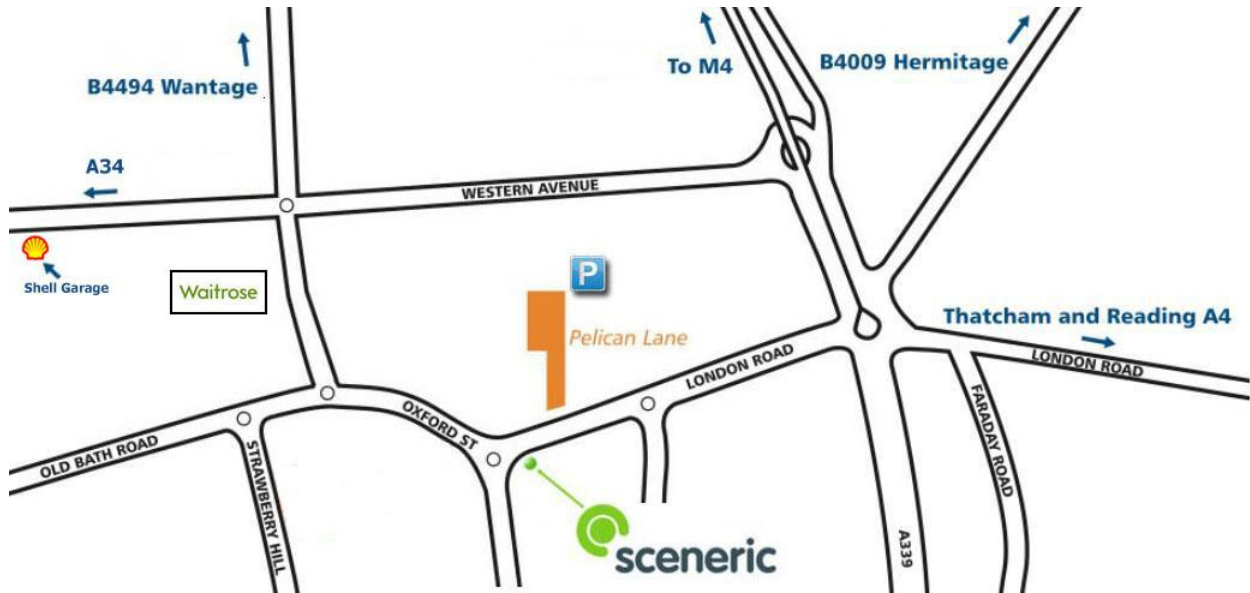 B4494 Wantage
To M4
B4009 Hermitage
A34
WESTERN AVENUE
Shell Garage
Waitrose
P
Pelican Lane
Thatcham and Reading A4
LONDON ROAD
LONDON ROAD
OXFORD ST
OLD BATH ROAD
STRAWBERRY HILL
FARADAY ROAD
A339
sceneric